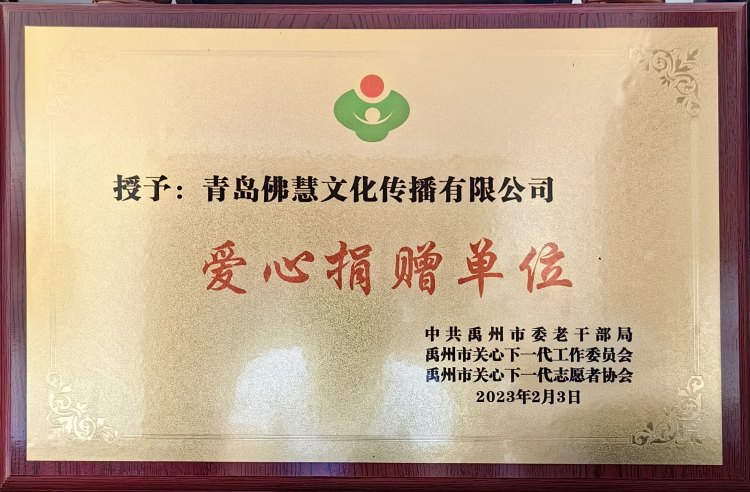 授予：青岛佛慧文化传播有限公司
爱心捐赠单位
中共禹州市委老干部局
禹州市关心下一代工作委员会
禹州市关心下一代志愿者协会
2023年2月3日